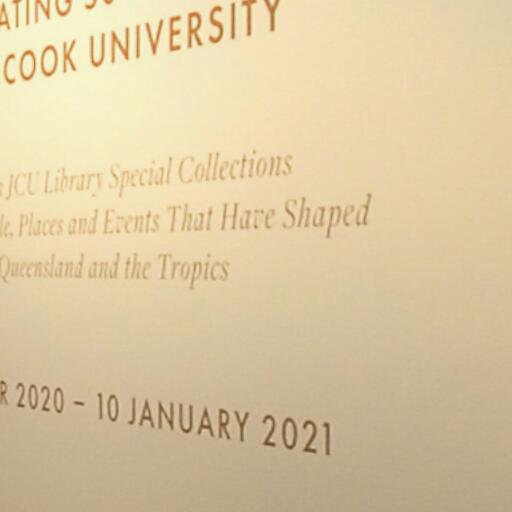 COOK UNIVERSITY
JCU Library Special Collections
Places and Events That Have Shaped
Queensland and the Tropics
2020 – 10 JANUARY 2021